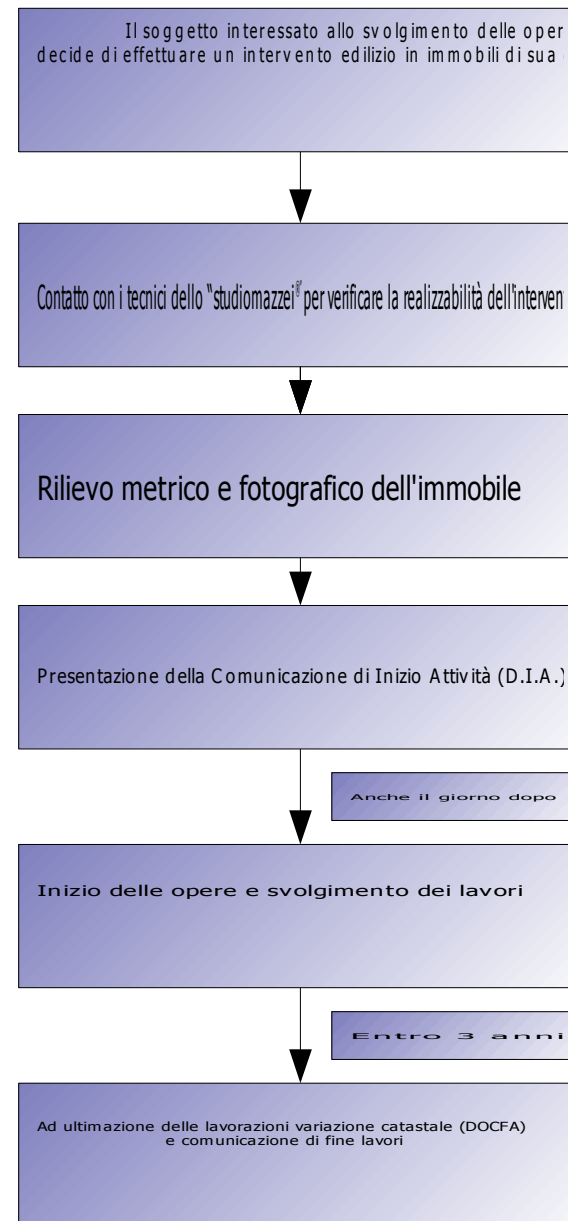 Il soggetto interessato allo svolgimento delle oper
decide di effettuare un intervento edilizio in immobili di sua
Contatto con i tecnici dello "studiomazzei®" per verificare la realizzabilità dell'interven
Rilievo metrico e fotografico dell'immobile
Presentazione della Comunicazione di Inizio Attività (D.I.A.)
Anche il giorno dopo
Inizio delle opere e svolgimento dei lavori
Entro 3 anni
Ad ultimazione delle lavorazioni variazione catastale (DOCFA)
e comunicazione di fine lavori